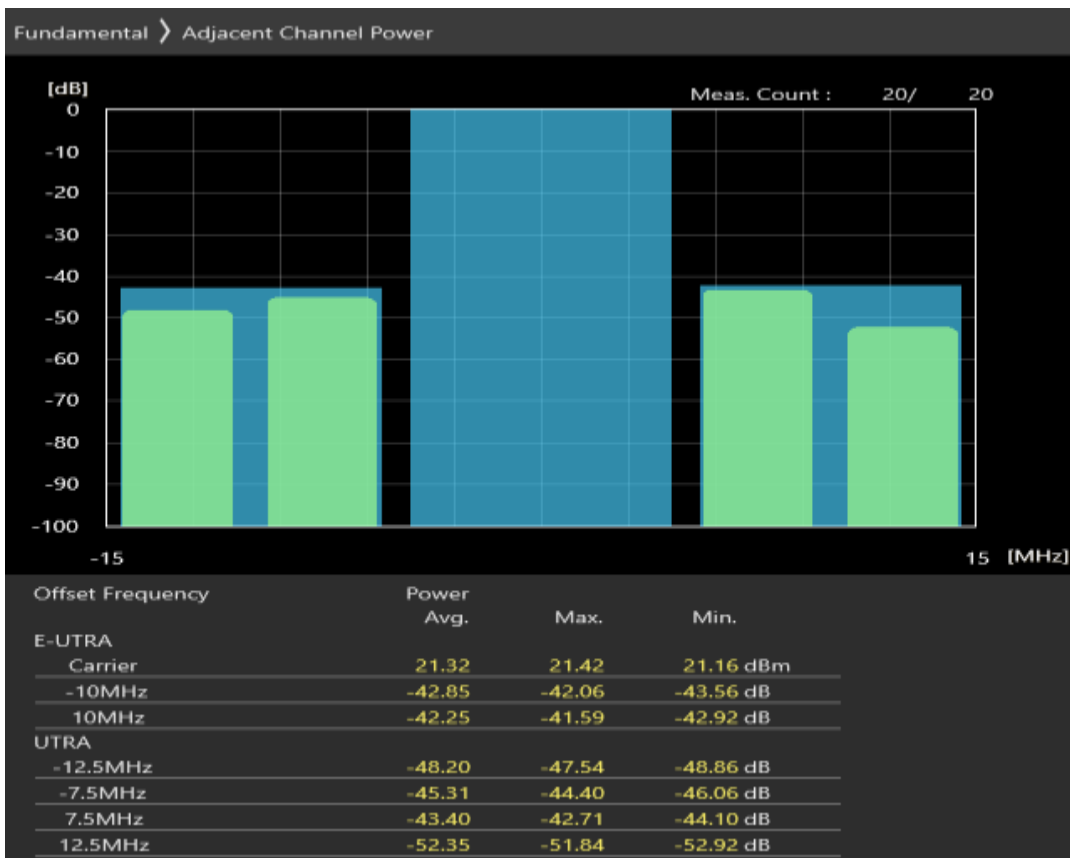 Fundamental 〉 Adjacent Channel Power
[dB]
Meas. Count : 20/ 20
0
-10
-20
-30
-40
-50
-60
-70
-80
-90
-100
-15 15 [MHz]
Offset Frequency Power
Avg. Max. Min.
E-UTRA
Carrier 21.32 21.42 21.16 dBm
-10MHz -42.85 -42.06 -43.56 dB
10MHz -42.25 -41.59 -42.92 dB
UTRA
-12.5MHz -48.20 -47.54 -48.86 dB
-7.5MHz -45.31 -44.40 -46.06 dB
7.5MHz -43.40 -42.71 -44.10 dB
12.5MHz -52.35 -51.84 -52.92 dB